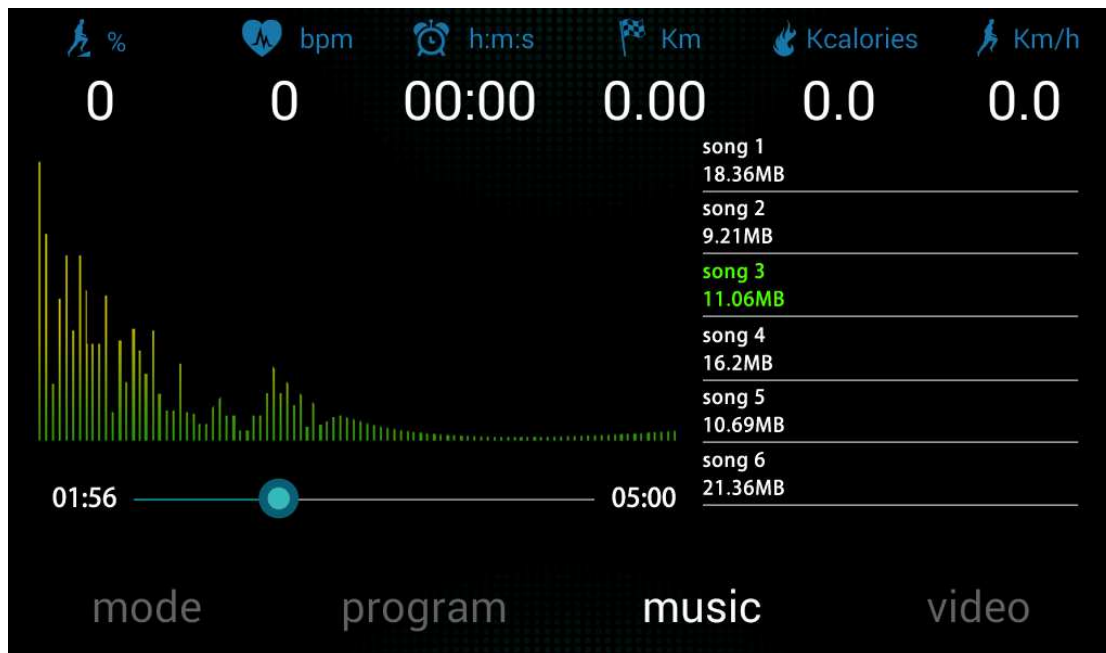 % bpm h:m:s Km Kcalories Km/h
0 0 00:00 0.00 0.0 0.0
song 1
18.36MB
song 2
9.21MB
song 3
11.06MB
song 4
16.2MB
song 5
10.69MB
song 6
21.36MB
01:56 05:00
mode program music video